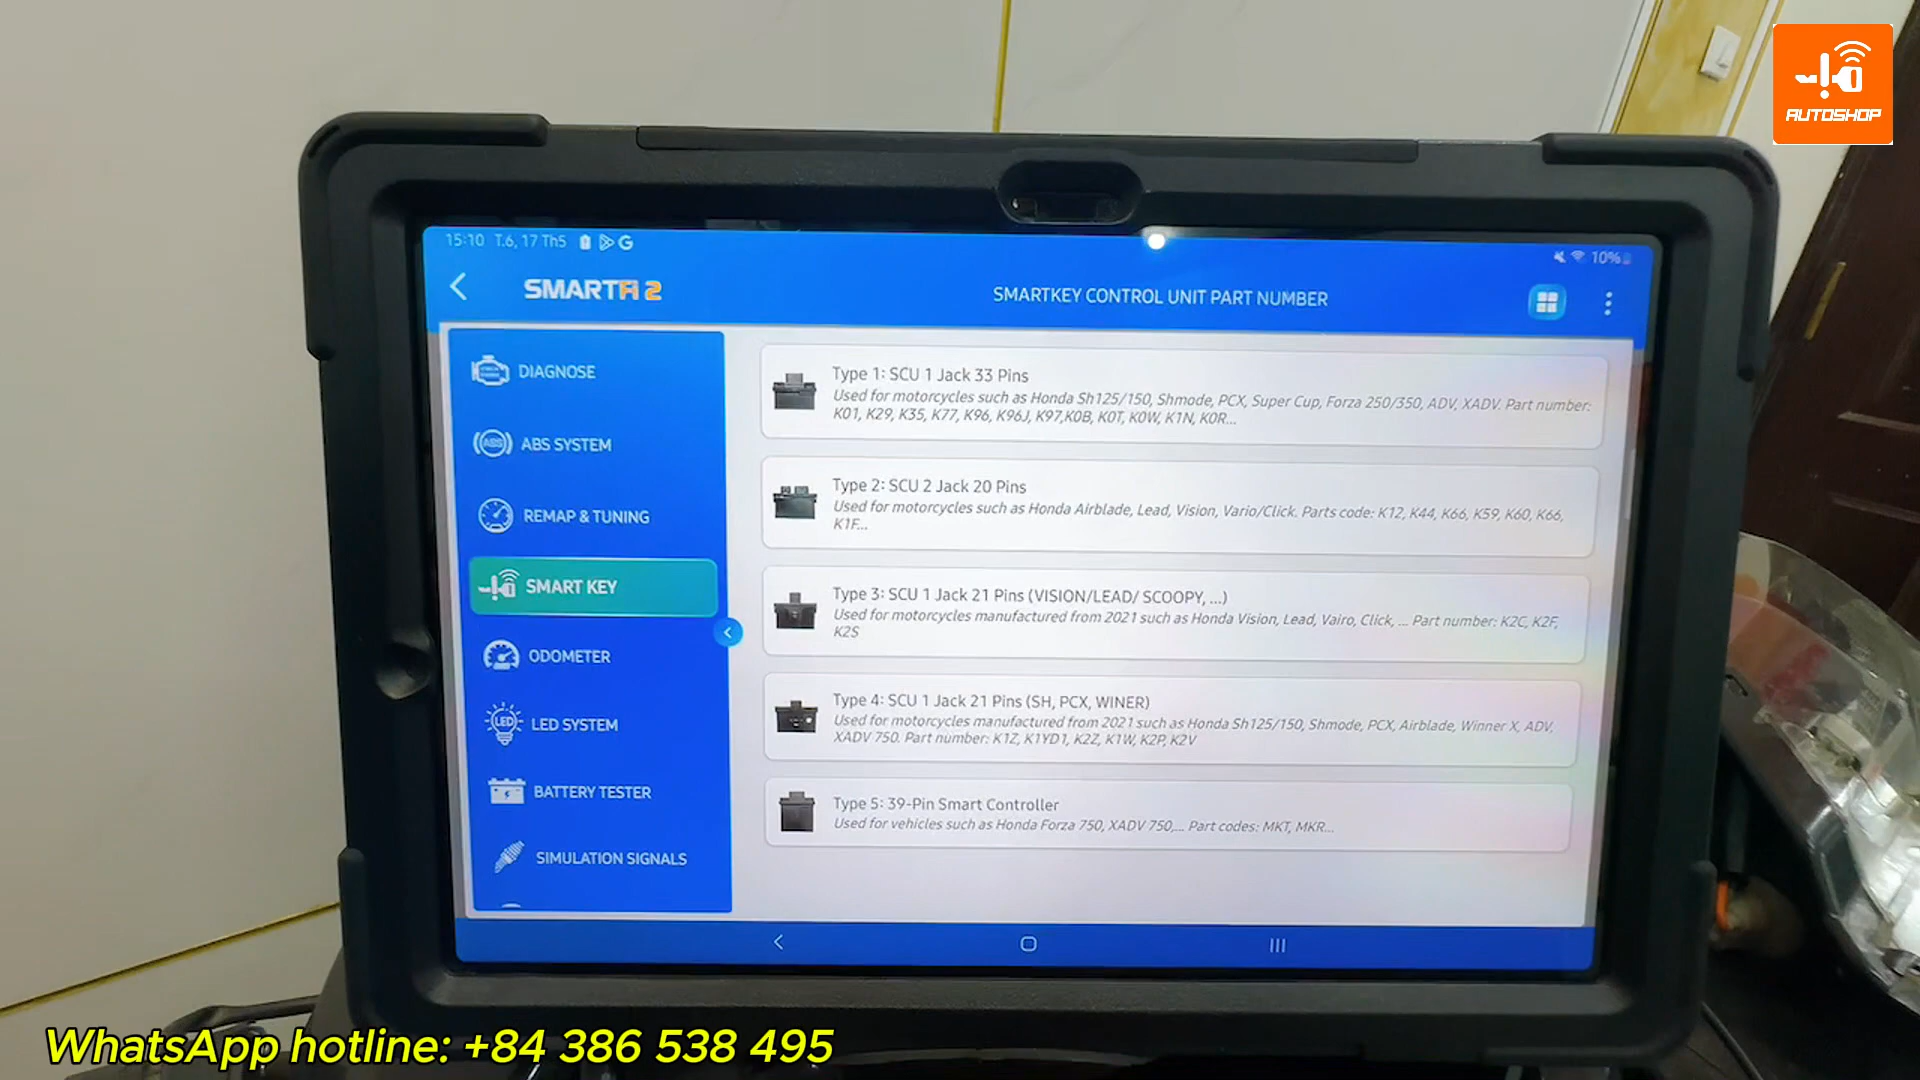 AUTOSHOP
15:10 T.6, 17 Th5
10%
SMARTFi 2
SMARTKEY CONTROL UNIT PART NUMBER
DIAGNOSE
ABS SYSTEM
REMAP & TUNING
SMART KEY
ODOMETER
LED SYSTEM
BATTERY TESTER
SIMULATION SIGNALS
Type 1: SCU 1 Jack 33 Pins
Used for motorcycles such as Honda Sh125/150, Shmode, PCX, Super Cup, Forza 250/350, ADV, XADV. Part number:
K01, K29, K35, K77, K96, K96J, K97,K0B, K0T, K0W, K1N, K0R...
Type 2: SCU 2 Jack 20 Pins
Used for motorcycles such as Honda Airblade, Lead, Vision, Vario/Click. Parts code: K12, K44, K66, K59, K60, K66,
K1F...
Type 3: SCU 1 Jack 21 Pins (VISION/LEAD/ SCOOPY, ...)
Used for motorcycles manufactured from 2021 such as Honda Vision, Lead, Vairo, Click, ... Part number: K2C, K2F,
K2S
Type 4: SCU 1 Jack 21 Pins (SH, PCX, WINER)
Used for motorcycles manufactured from 2021 such as Honda Sh125/150, Shmode, PCX, Airblade, Winner X, ADV,
XADV 750. Part number: K1Z, K1YD1, K2Z, K1W, K2P, K2V
Type 5: 39-Pin Smart Controller
Used for vehicles such as Honda Forza 750, XADV 750,... Part codes: MKT, MKR...
WhatsApp hotline: +84 386 538 495